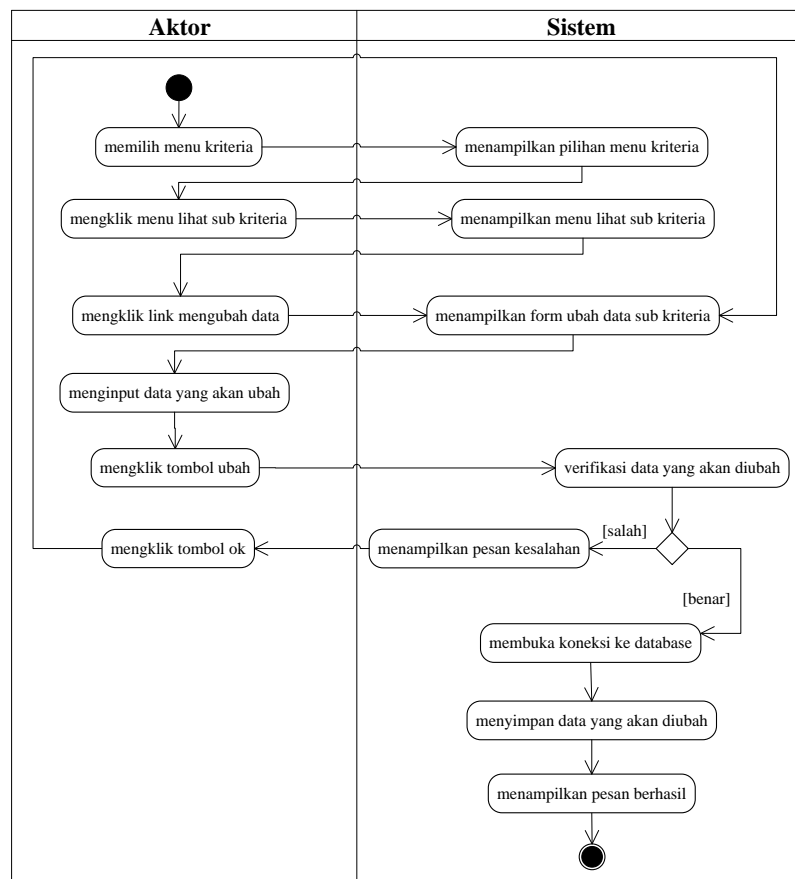 Aktor
Sistem
memilih menu kriteria
menampilkan pilihan menu kriteria
mengklik menu lihat sub kriteria
menampilkan menu lihat sub kriteria
mengklik link mengubah data
menampilkan form ubah data sub kriteria
menginput data yang akan ubah
mengklik tombol ubah
verifikasi data yang akan diubah
[salah]
mengklik tombol ok
menampilkan pesan kesalahan
[benar]
membuka koneksi ke database
menyimpan data yang akan diubah
menampilkan pesan berhasil